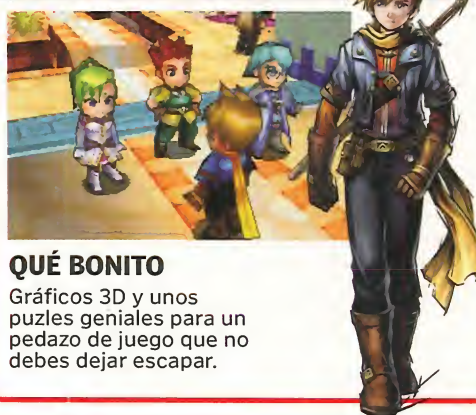 QUÉ BONITO
Gráficos 3D y unos
puzles geniales para un
pedazo de juego que no
debes dejar escapar.